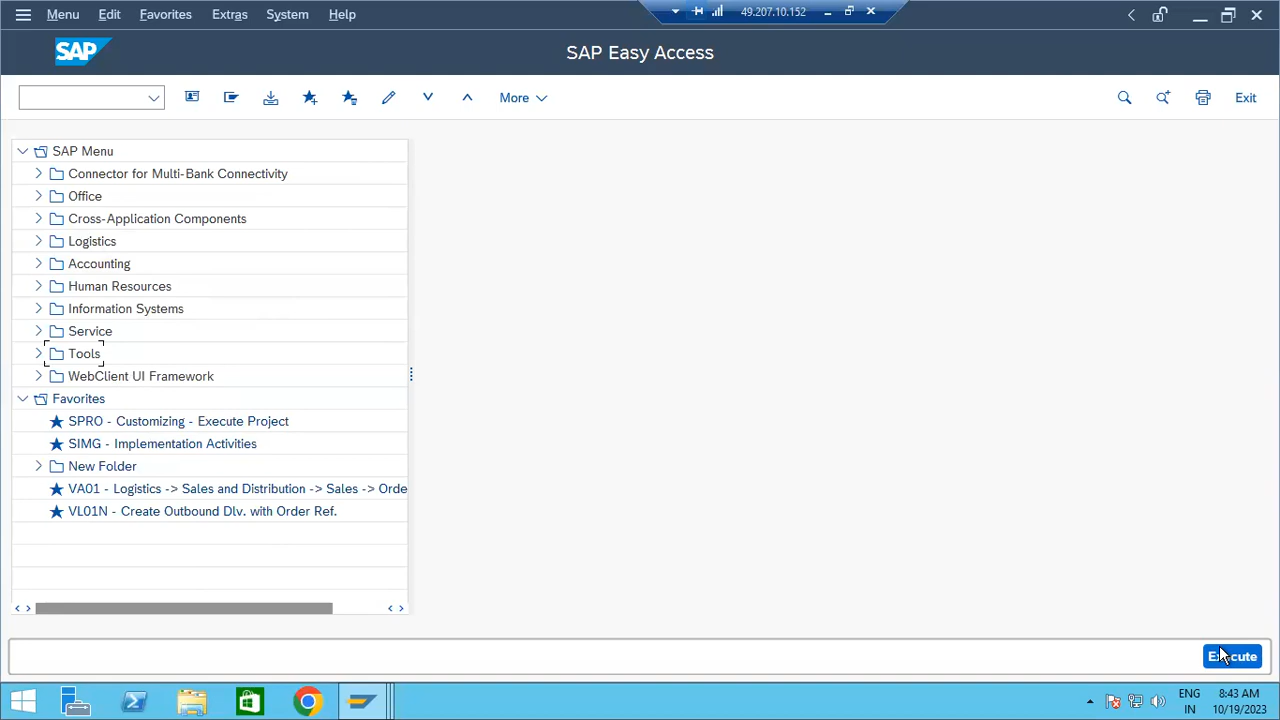 Menu Edit Favorites Extras System Help
49.207.10.152
SAP
SAP Easy Access
More
Exit
SAP Menu
Connector for Multi-Bank Connectivity
Office
Cross-Application Components
Logistics
Accounting
Human Resources
Information Systems
Service
Tools
WebClient UI Framework
Favorites
SPRO - Customizing - Execute Project
SIMG - Implementation Activities
New Folder
VA01 - Logistics -> Sales and Distribution -> Sales -> Orde
VL01N - Create Outbound Dlv. with Order Ref.
Execute
ENG 8:43 AM
IN 10/19/2023